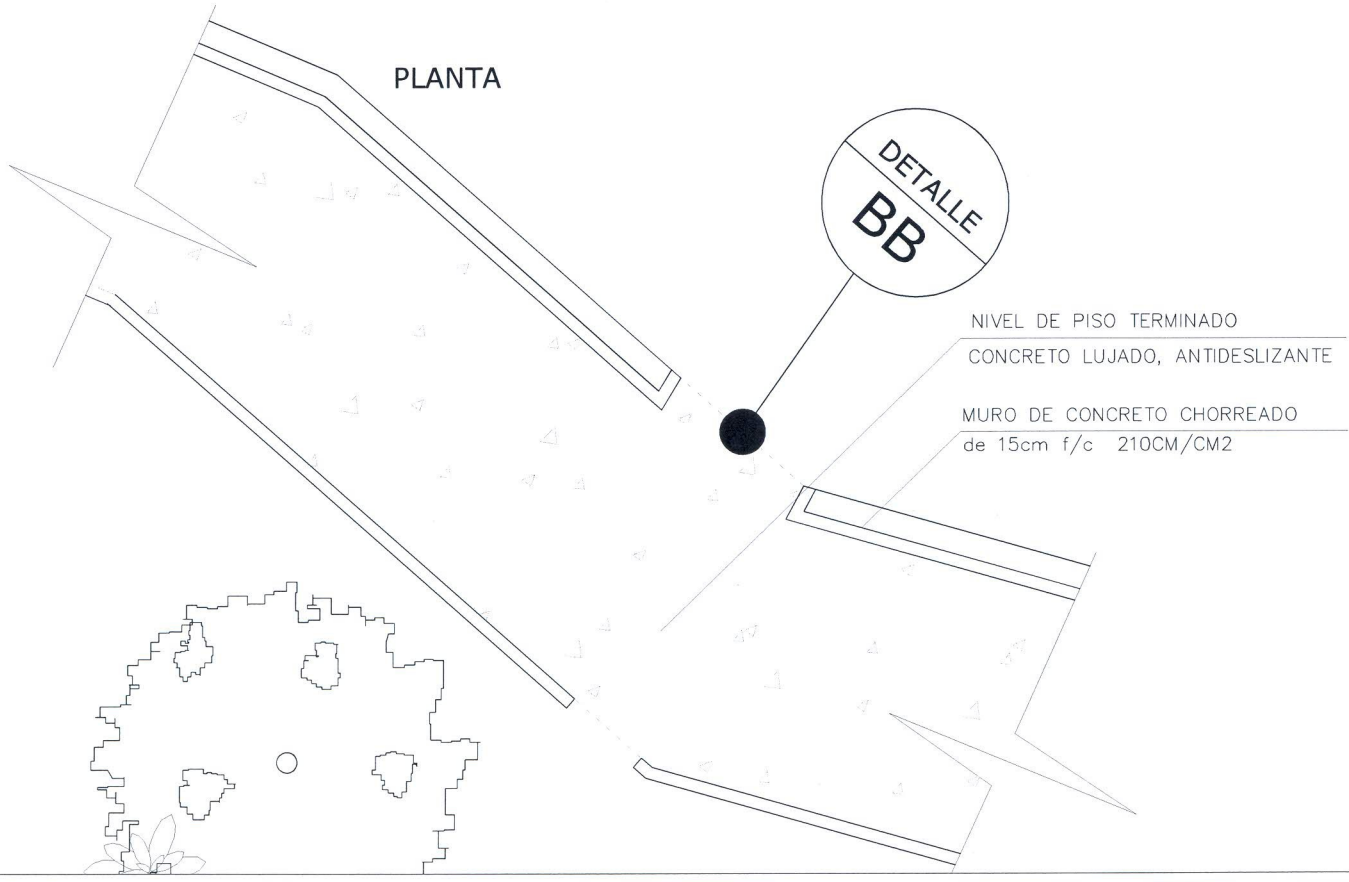 PLANTA
DETALLE
BB
NIVEL DE PISO TERMINADO
CONCRETO LUJADO, ANTIDESLIZANTE
MURO DE CONCRETO CHORREADO
de 15cm f/c 210CM/CM2